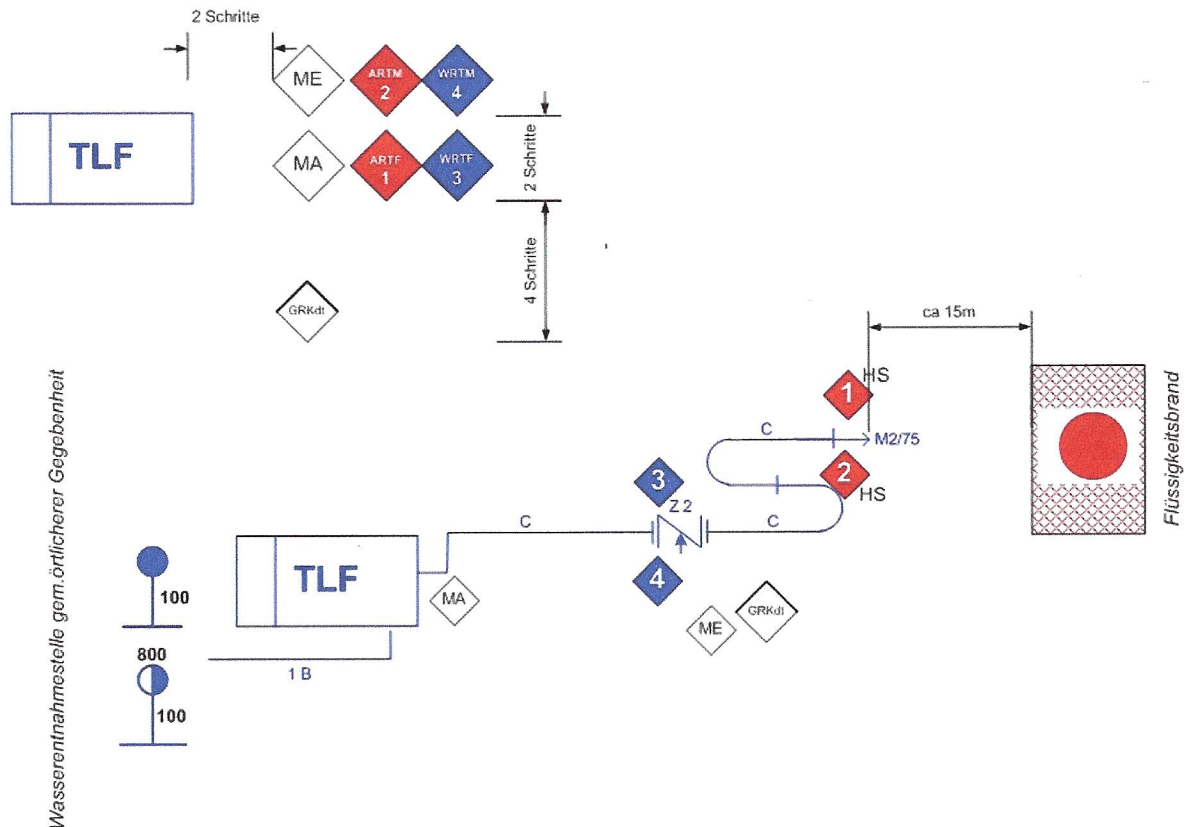 2 Schritte
ME
ARTM
2
WRTM
4
TLF
MA
ARTF
1
WRTF
3
2 Schritte
4 Schritte
GRKdt
ca 15m
Wasserentnahmestelle gem.örtlicherer Gegebenheit
1
HS
C
M2/75
2
HS
3
Z 2
C
C
4
TLF
MA
ME
GRKdt
100
800
1 B
100
Flüssigkeitsbrand